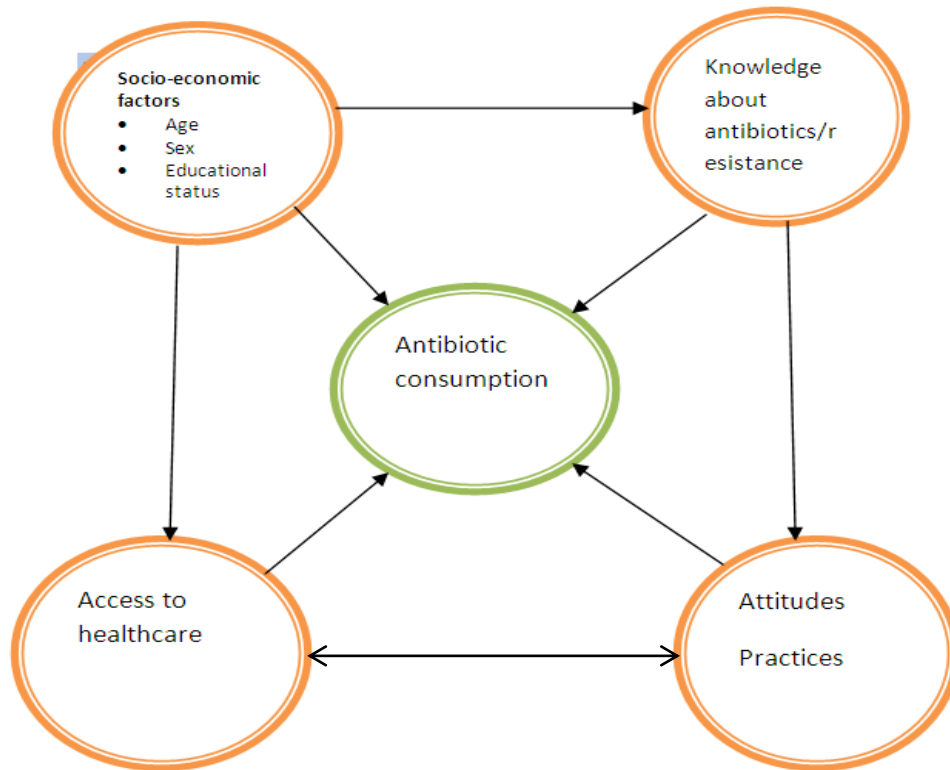 Socio-economic
factors
• Age
• Sex
• Educational
status
Knowledge
about
antibiotics/r
esistance
Antibiotic
consumption
Access to
healthcare
Attitudes
Practices